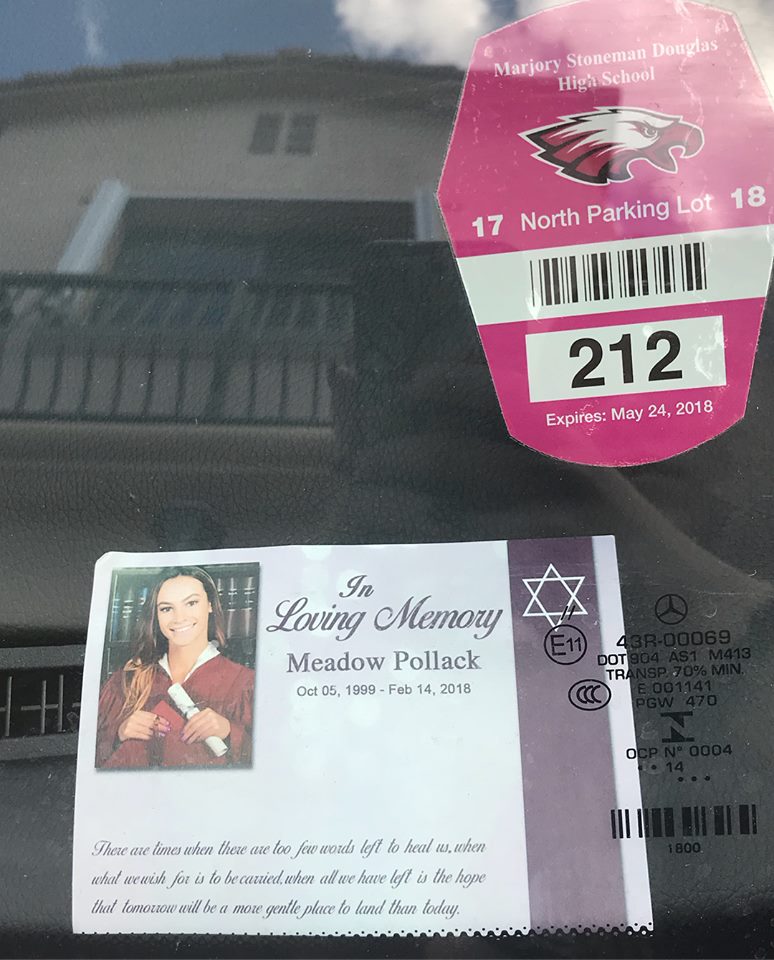 Marjory Stoneman Douglas
High School
17 North Parking Lot 18
212
Expires: May 24, 2018
In
Loving Memory
Meadow Pollack
Oct 05, 1999 - Feb 14, 2018
There are times when there are too few words left to heal us, when
what we wish for is to be carried, when all we have left is the hope
that tomorrow will be a more gentle place to land than today.
E11
43R-00069
DOT904 AS1 M413
TRANSP. 70% MIN.
CCC
E 001141
PGW 470
OCP N° 0004
14
1800